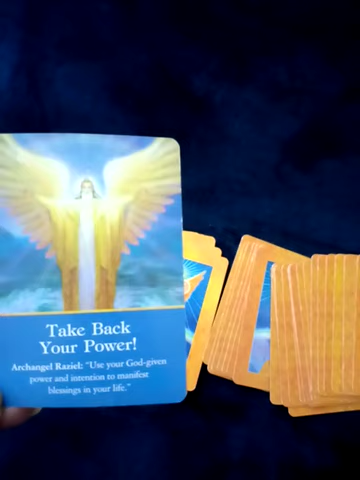 Take Back
Your Power!
Archangel Raziel: "Use your God-given
power and intention to manifest
blessings in your life."